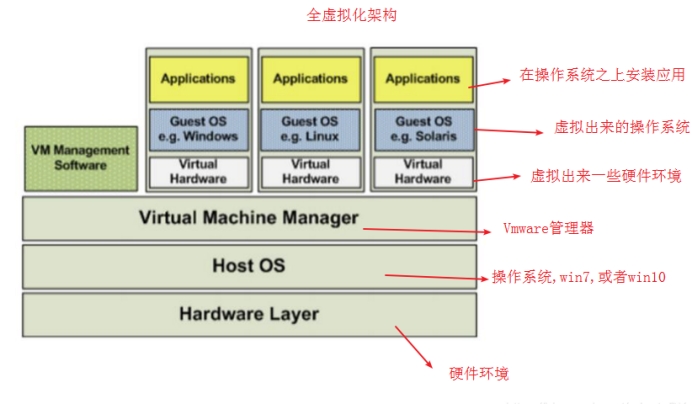 全虚拟化架构
Applications
Applications
Applications
在操作系统之上安装应用
Guest OS
e.g. Windows
Guest OS
e.g. Linux
Guest OS
e.g. Solaris
虚拟出来的操作系统
VM Management
Software
Virtual
Hardware
Virtual
Hardware
Virtual
Hardware
虚拟出来一些硬件环境
Virtual Machine Manager
Vmware管理器
Host OS
操作系统,win7,或者win10
Hardware Layer
硬件环境